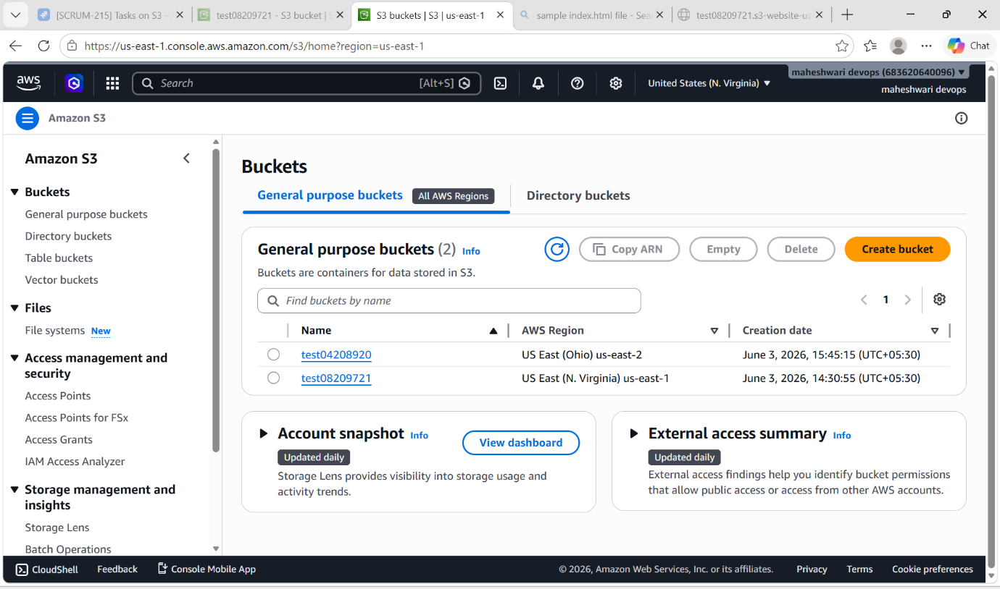 [SCRUM-215] Tasks on S3 -
test08209721 - S3 bucket | S
S3 buckets | S3 | us-east-1
sample index.html file - Sea
test08209721.s3-website-us
https://us-east-1.console.aws.amazon.com/s3/home?region=us-east-1
Chat
aws
Search
[Alt+S]
United States (N. Virginia)
maheshwari devops (683620640096)
maheshwari devops
Amazon S3
Amazon S3
Buckets
General purpose buckets
Directory buckets
Table buckets
Vector buckets
Files
File systems New
Access management and
security
Access Points
Access Points for FSx
Access Grants
IAM Access Analyzer
Storage management and
insights
Storage Lens
Batch Operations
Buckets
General purpose buckets All AWS Regions Directory buckets
General purpose buckets (2) Info
Copy ARN Empty Delete Create bucket
Buckets are containers for data stored in S3.
Find buckets by name
1
Name AWS Region Creation date
test04208920 US East (Ohio) us-east-2 June 3, 2026, 15:45:15 (UTC+05:30)
test08209721 US East (N. Virginia) us-east-1 June 3, 2026, 14:30:55 (UTC+05:30)
Account snapshot Info
View dashboard
Updated daily
Storage Lens provides visibility into storage usage and
activity trends.
External access summary Info
Updated daily
External access findings help you identify bucket permissions
that allow public access or access from other AWS accounts.
CloudShell Feedback Console Mobile App © 2026, Amazon Web Services, Inc. or its affiliates. Privacy Terms Cookie preferences